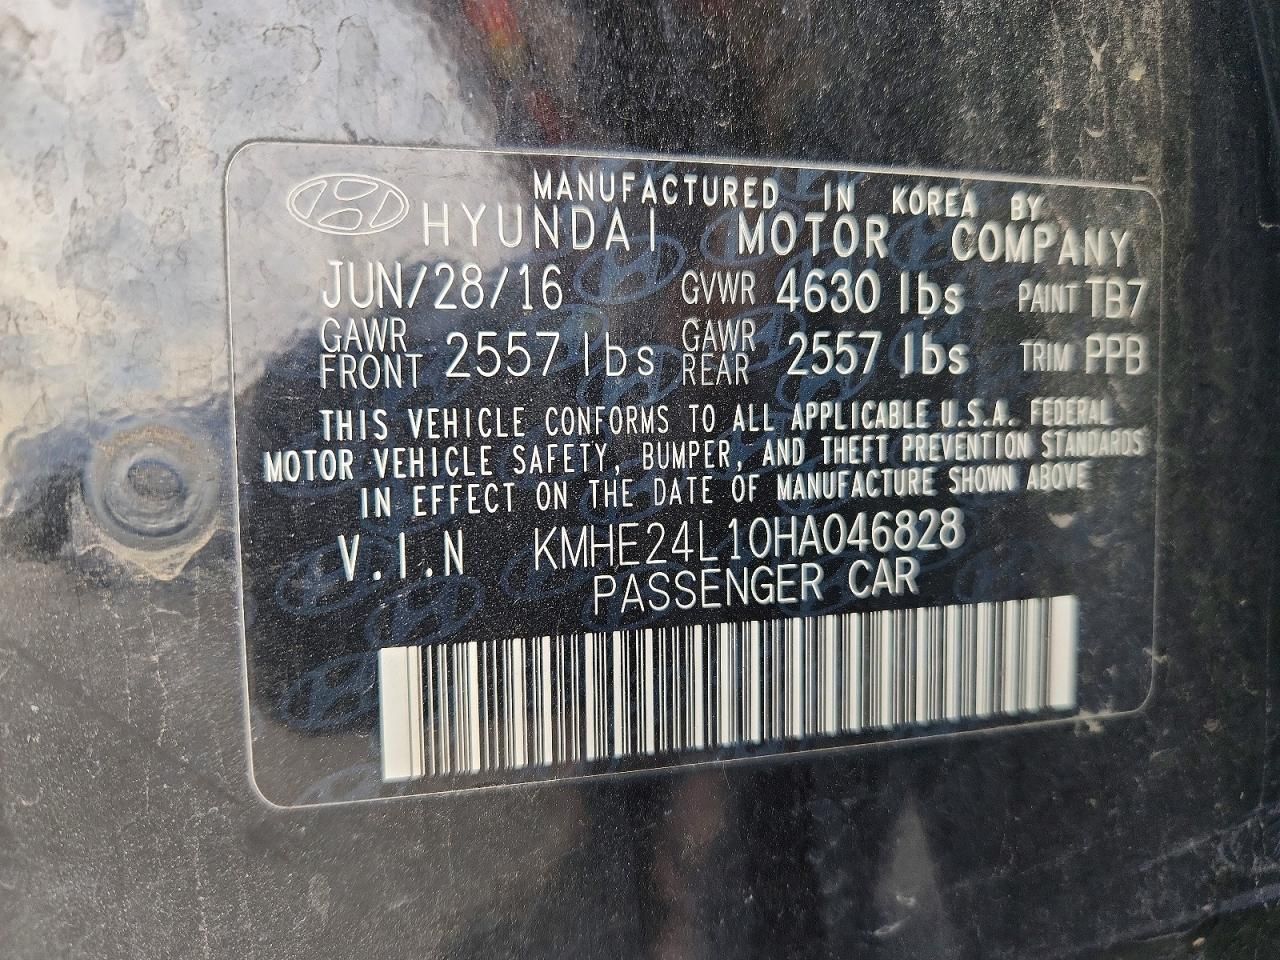 MANUFACTURED IN KOREA BY
HYUNDAI MOTOR COMPANY
JUN/28/16 GVWR 4630 lbs PAINT TB7
GAWR FRONT 2557 lbs GAWR REAR 2557 lbs TRIM PPB
THIS VEHICLE CONFORMS TO ALL APPLICABLE U.S.A. FEDERAL
MOTOR VEHICLE SAFETY, BUMPER, AND THEFT PREVENTION STANDARDS
IN EFFECT ON THE DATE OF MANUFACTURE SHOWN ABOVE
V.I.N KMHE24L10HA046828
PASSENGER CAR